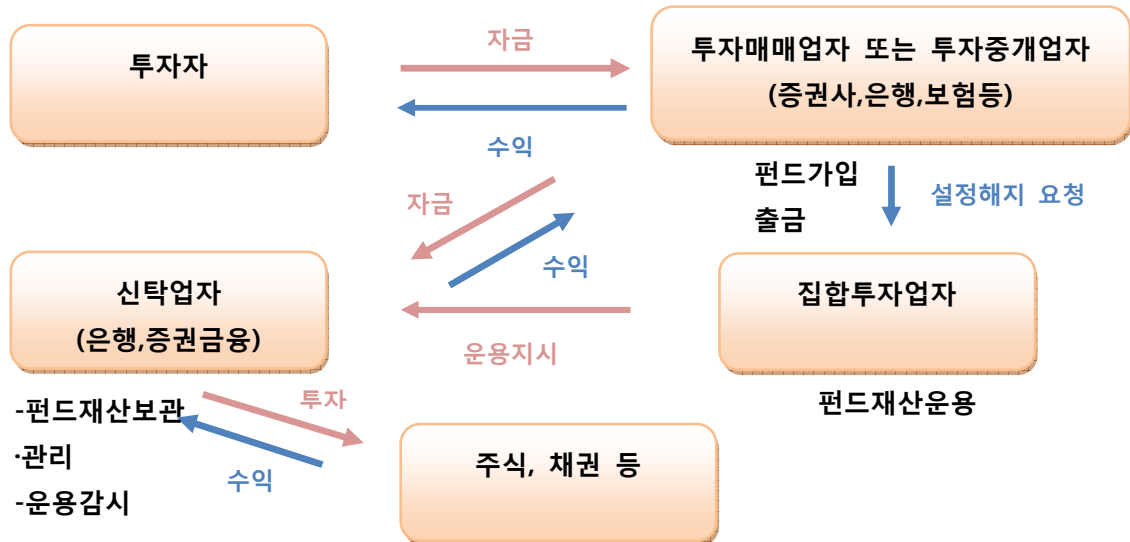 투자자
자금
수익
투자매매업자 또는 투자중개업자
(증권사,은행,보험등)
펀드가입
출금
설정해지 요청
자금
수익
신탁업자
(은행,증권금융)
집합투자업자
운용지시
펀드재산운용
-펀드재산보관
·관리
-운용감시
투자
수익
주식, 채권 등